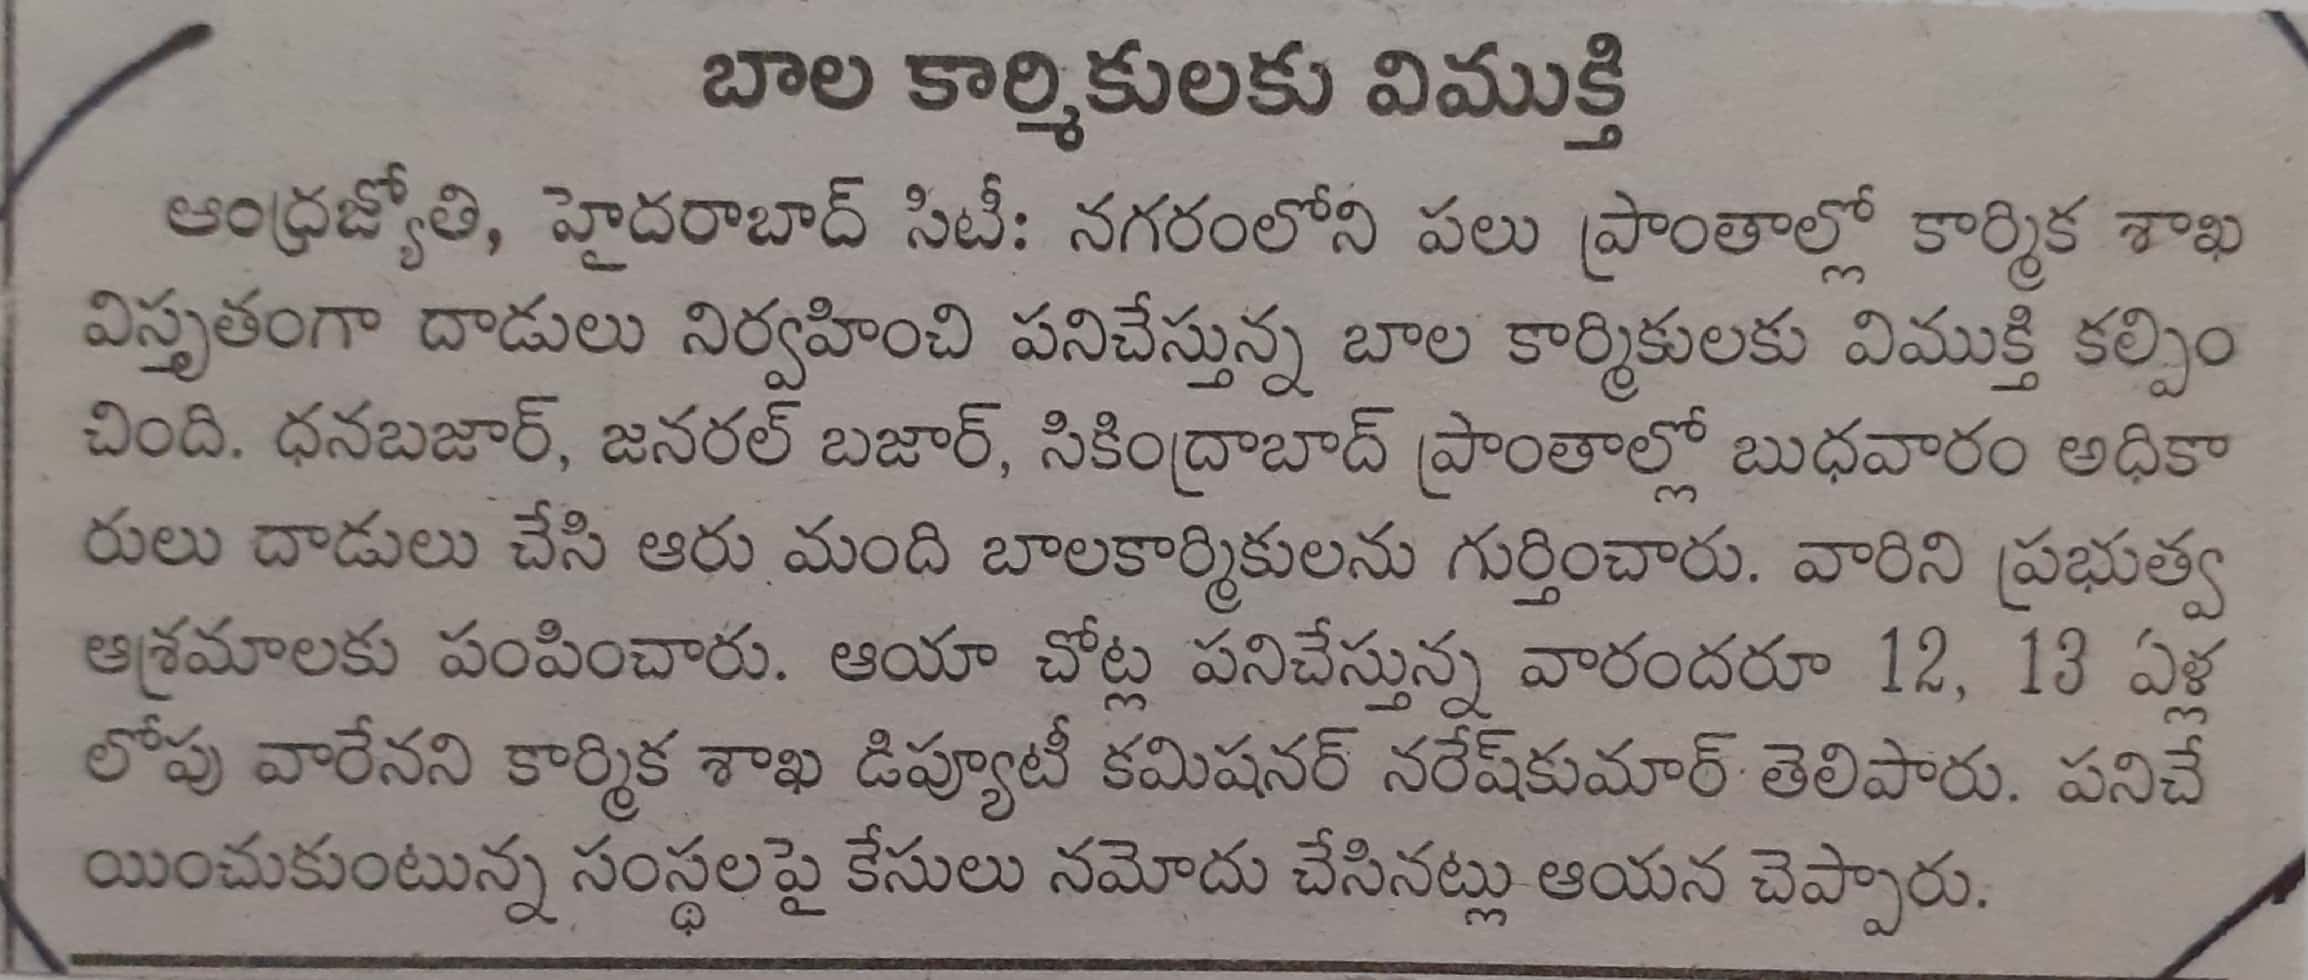 బాల కార్మికులకు విముక్తి
ఆంధ్రజ్యోతి, హైదరాబాద్ సిటీ: నగరంలోని పలు ప్రాంతాల్లో కార్మిక శాఖ
విస్తృతంగా దాడులు నిర్వహించి పనిచేస్తున్న బాల కార్మికులకు విముక్తి కల్పిం
చింది. ధనబజార్, జనరల్ బజార్, సికింద్రాబాద్ ప్రాంతాల్లో బుధవారం అధికా
రులు దాడులు చేసి ఆరు మంది బాలకార్మికులను గుర్తించారు. వారిని ప్రభుత్వ
ఆశ్రమాలకు పంపించారు. ఆయా చోట్ల పనిచేస్తున్న వారందరూ 12, 13 ఏళ్ల
లోపు వారేనని కార్మిక శాఖ డిప్యూటీ కమిషనర్ నరేష్‌కుమార్ తెలిపారు. పనిచే
యించుకుంటున్న సంస్థలపై కేసులు నమోదు చేసినట్లు ఆయన చెప్పారు.